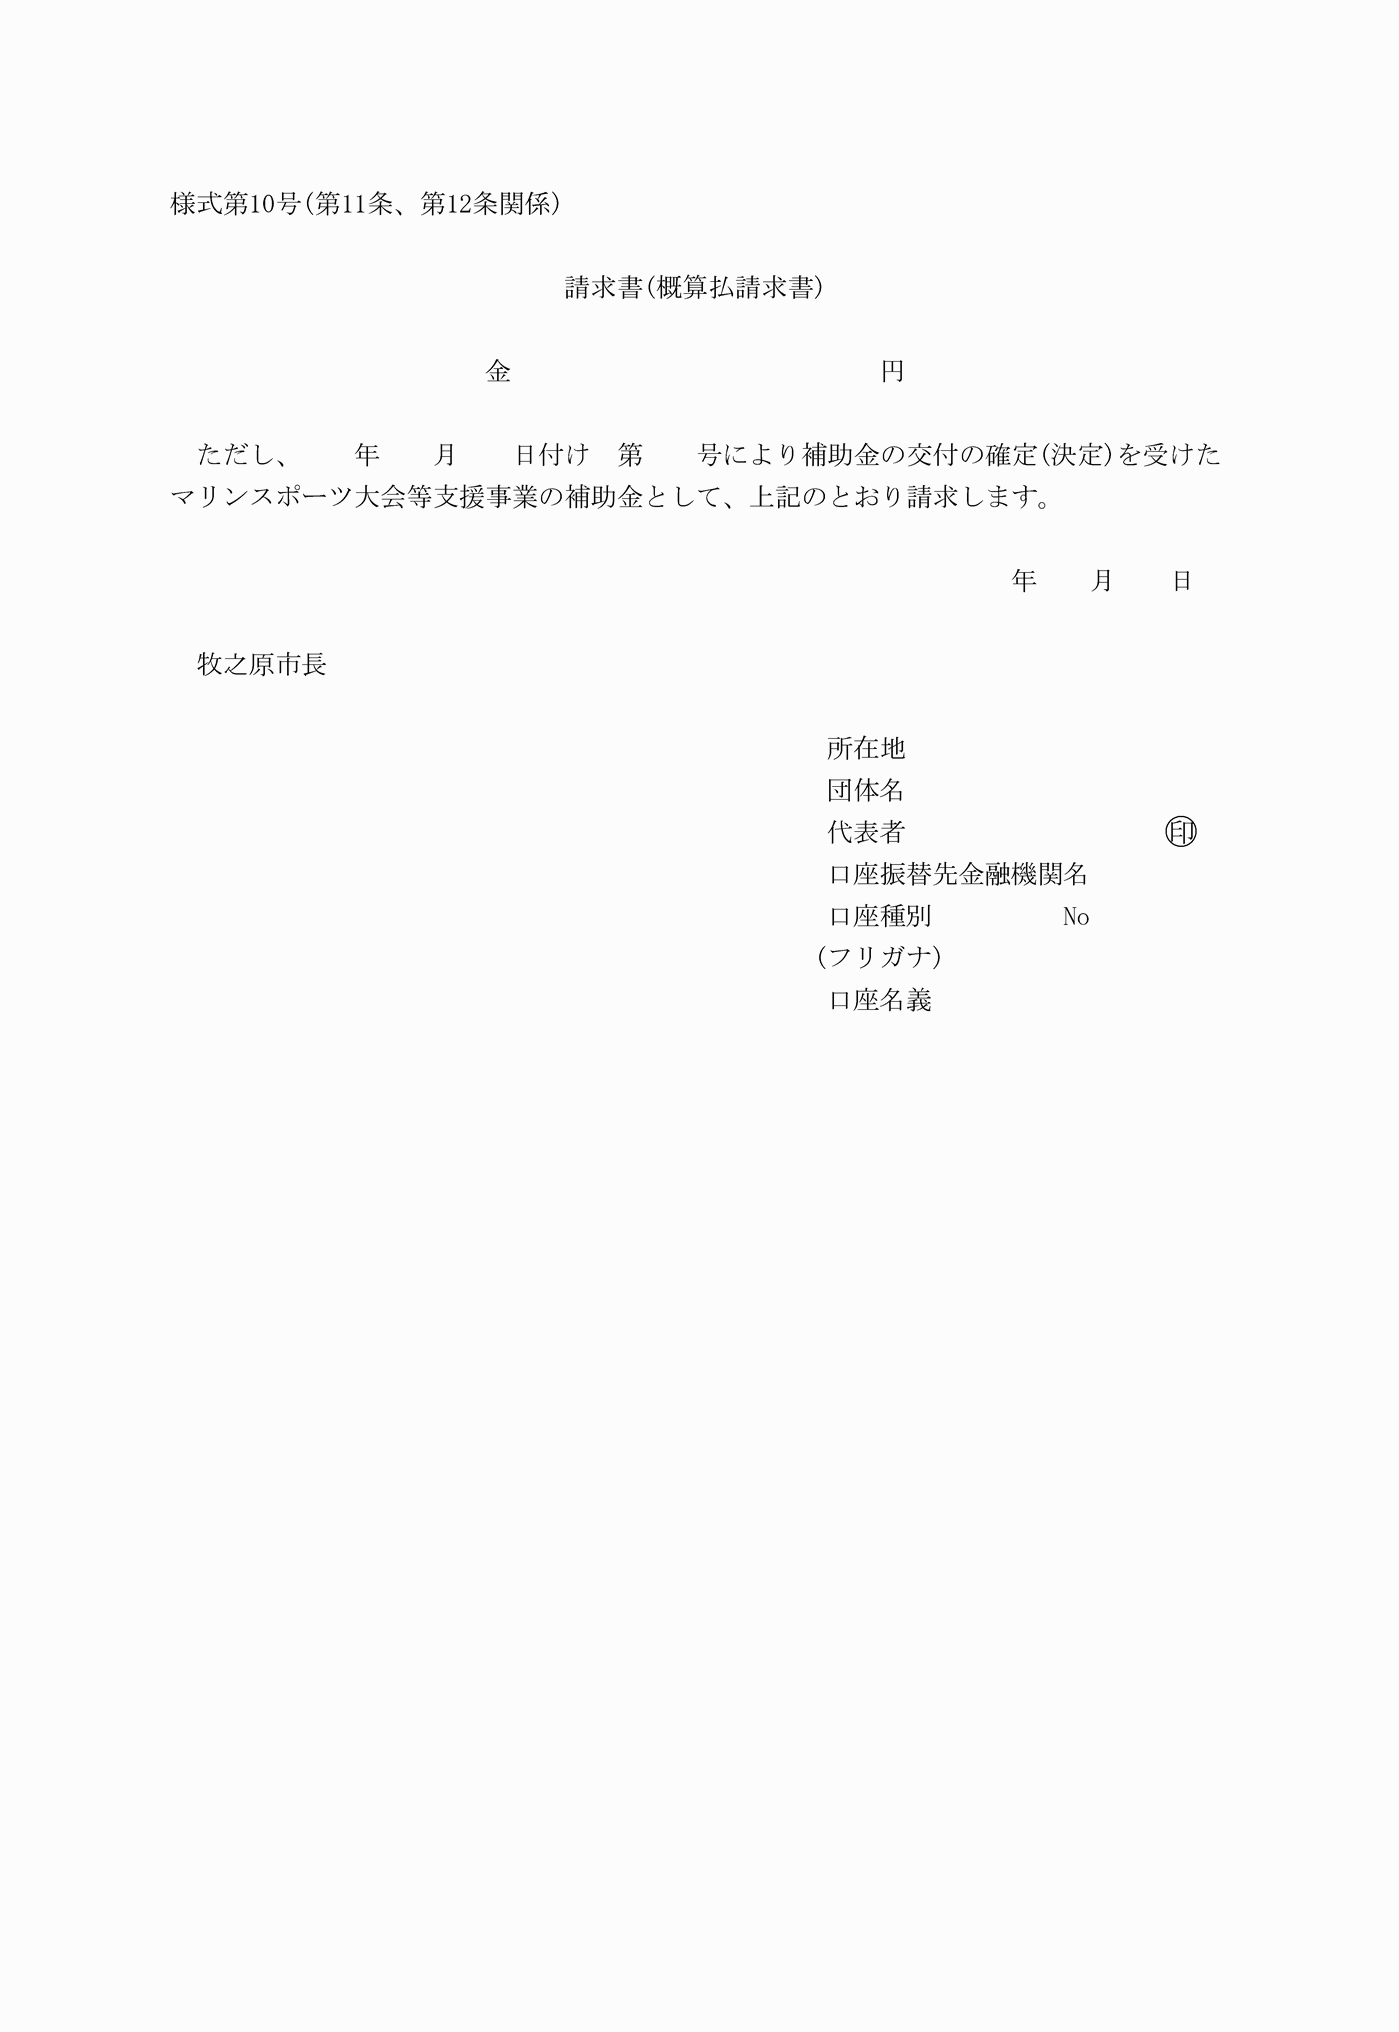 様式第10号(第11条、第12条関係)
請求書(概算払請求書)
金　　　　　　　　　　　　　　円
ただし、　　年　　月　　日付け　第　　号により補助金の交付の確定(決定)を受けた
マリンスポーツ大会等支援事業の補助金として、上記のとおり請求します。
年　　月　　日
牧之原市長
所在地
団体名
代表者　　　　　　　　　　㊞
口座振替先金融機関名
口座種別　　　　　No
(フリガナ)
口座名義